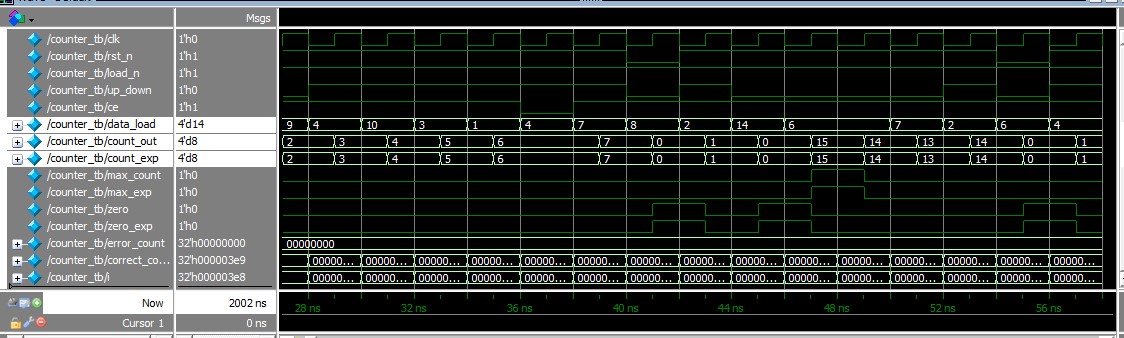 Msgs
/counter_tb/clk 1'h0
/counter_tb/rst_n 1'h1
/counter_tb/load_n 1'h1
/counter_tb/up_down 1'h0
/counter_tb/ce 1'h1
/counter_tb/data_load 4'd14 9 4 10 3 1 4 7 8 2 14 6 7 2 6 4
/counter_tb/count_out 4'd8 2 3 4 5 6 7 0 1 0 15 14 13 14 0 1
/counter_tb/count_exp 4'd8 2 3 4 5 6 7 0 1 0 15 14 13 14 0 1
/counter_tb/max_count 1'h0
/counter_tb/max_exp 1'h0
/counter_tb/zero 1'h0
/counter_tb/zero_exp 1'h0
/counter_tb/error_count 32'h00000000 00000000
/counter_tb/correct_co... 32'h000003e9 00000... 00000... 00000... 00000... 00000... 00000... 00000... 00000... 00000... 00000... 00000... 00000... 00000... 00000... 00000...
/counter_tb/i 32'h000003e8 00000... 00000... 00000... 00000... 00000... 00000... 00000... 00000... 00000... 00000... 00000... 00000... 00000... 00000... 00000...
Now 2002 ns 28 ns 32 ns 36 ns 40 ns 44 ns 48 ns 52 ns 56 ns
Cursor 1 0 ns